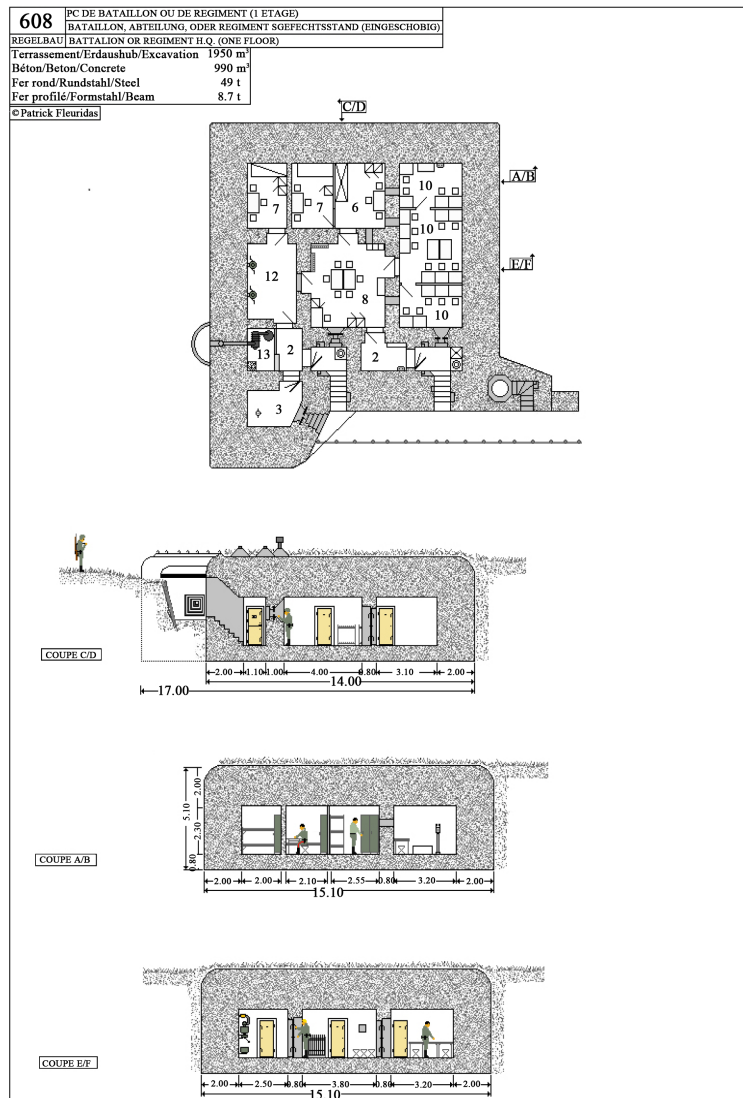 608
PC DE BATAILLON OU DE REGIMENT (1 ETAGE)
BATAILLON, ABTEILUNG, ODER REGIMENT SGEFECHTSSTAND (EINGESCHOBIG)
REGELBAU BATTALION OR REGIMENT H.Q. (ONE FLOOR)
Terrassement/Erdaushub/Excavation 1950 m³
Béton/Beton/Concrete 990 m³
Fer rond/Rundstahl/Steel 49 t
Fer profilé/Formstahl/Beam 8.7 t
© Patrick Fleuridas
C/D
A/B
E/F
7 7 6 10
10
12 8 10
13 2 2
3
COUPE C/D
2.00 1.10 1.00 4.00 0.80 3.10 2.00
14.00
17.00
COUPE A/B
5.10
2.00
2.30
0.80
2.00 2.00 2.10 2.55 0.80 3.20 2.00
15.10
COUPE E/F
2.00 2.50 0.80 3.80 0.80 3.20 2.00
15.10